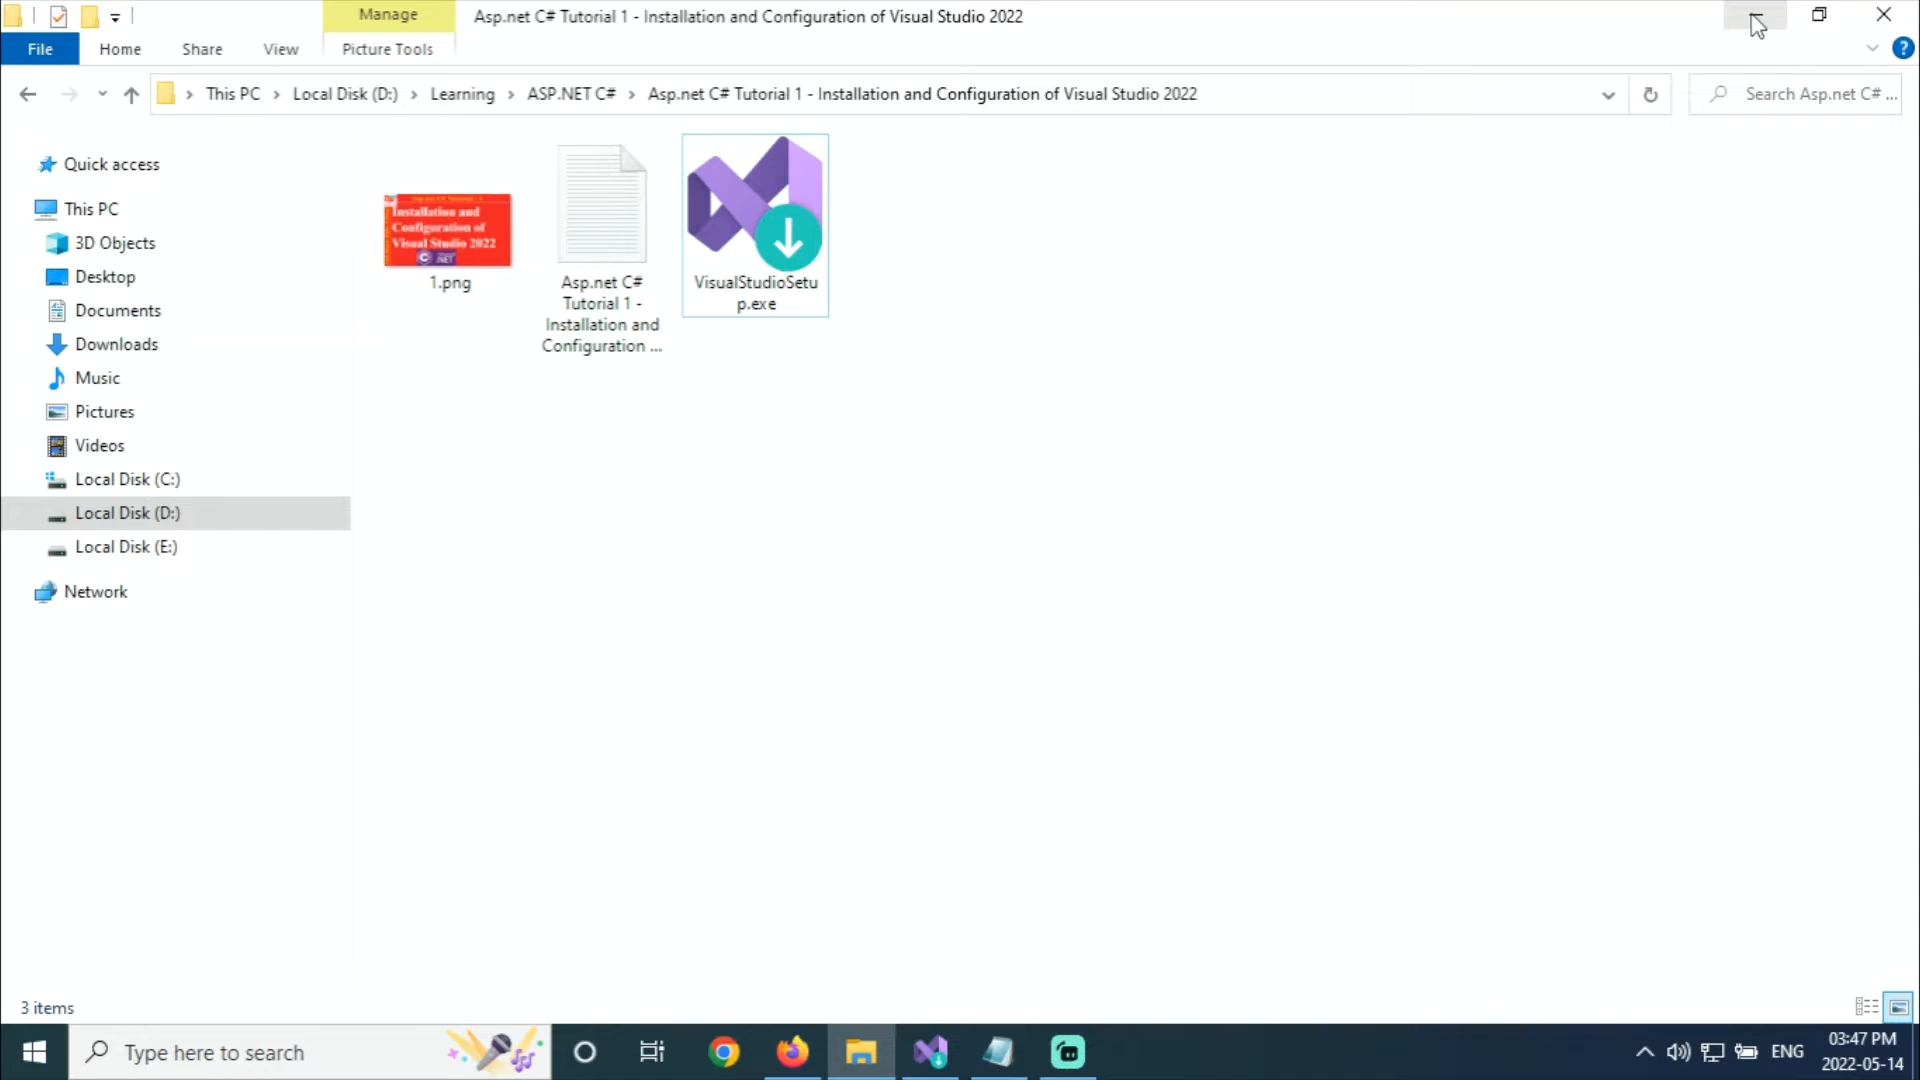 Manage
Asp.net C# Tutorial 1 - Installation and Configuration of Visual Studio 2022
File
Home
Share
View
Picture Tools
This PC
Local Disk (D:)
Learning
ASP.NET C#
Asp.net C# Tutorial 1 - Installation and Configuration of Visual Studio 2022
Search Asp.net C# ...
Quick access
This PC
3D Objects
Desktop
Documents
Downloads
Music
Pictures
Videos
Local Disk (C:)
Local Disk (D:)
Local Disk (E:)
Network
Installation and
Configuration of
Visual Studio 2022
C
.NET
1.png
Asp.net C#
Tutorial 1 -
Installation and
Configuration ...
VisualStudioSetu
p.exe
3 items
Type here to search
ENG
03:47 PM
2022-05-14